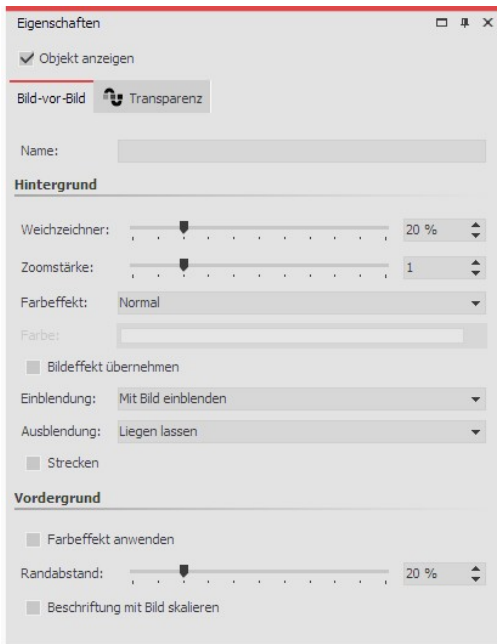 Eigenschaften
Objekt anzeigen
Bild-vor-Bild Transparenz
Name:
Hintergrund
Weichzeichner: 20 %
Zoomstärke: 1
Farbeffekt: Normal
Farbe:
Bildeffekt übernehmen
Einblendung: Mit Bild einblenden
Ausblendung: Liegen lassen
Strecken
Vordergrund
Farbeffekt anwenden
Randabstand: 20 %
Beschriftung mit Bild skalieren